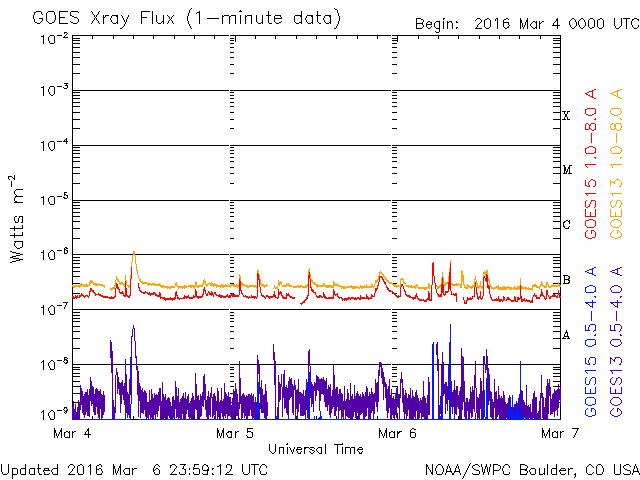 GOES Xray Flux (1-minute data)
Begin: 2016 Mar 4 0000 UTC
10⁻²
10⁻³
10⁻⁴
10⁻⁵
10⁻⁶
10⁻⁷
10⁻⁸
10⁻⁹
Watts m⁻²
X
M
C
B
A
GOES15 1.0-8.0 A
GOES13 1.0-8.0 A
GOES15 0.5-4.0 A
GOES13 0.5-4.0 A
Mar 4
Mar 5
Mar 6
Mar 7
Universal Time
Updated 2016 Mar 6 23:59:12 UTC
NOAA/SWPC Boulder, CO USA